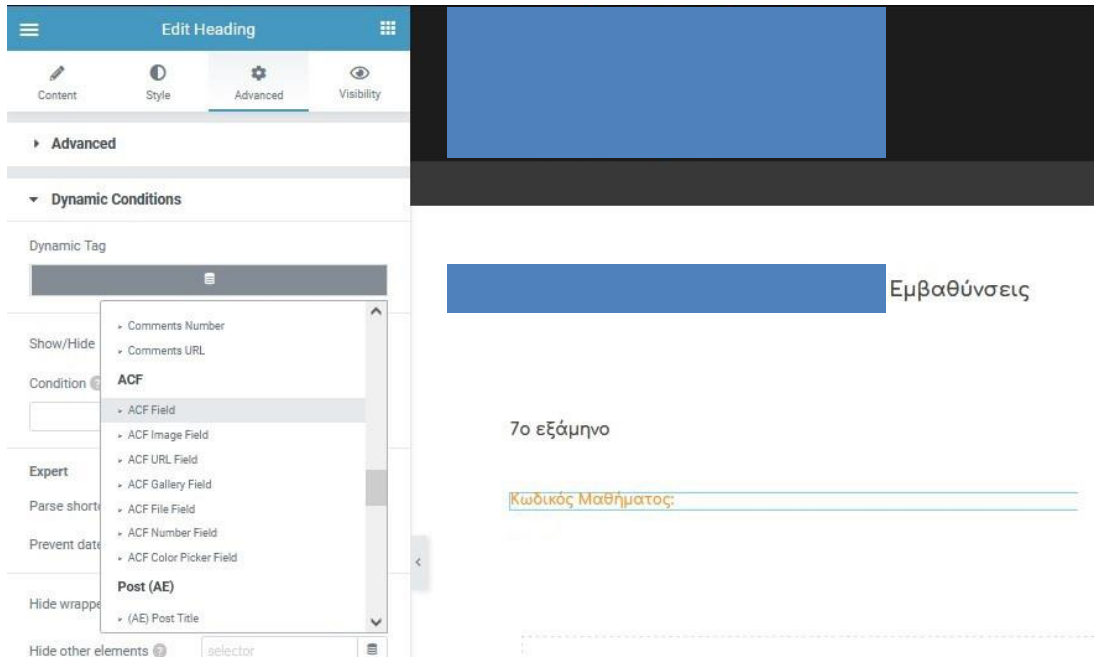 Edit Heading
Content
Style
Advanced
Visibility
Advanced
Dynamic Conditions
Dynamic Tag
Comments Number
Comments URL
Show/Hide
Condition
ACF
ACF Field
ACF Image Field
ACF URL Field
ACF Gallery Field
ACF File Field
ACF Number Field
ACF Color Picker Field
Post (AE)
(AE) Post Title
Expert
Parse
Prevent
Hide
Hide other elements
selector
Εμβαθύνσεις
7ο εξάμηνο
Κωδικός Μαθήματος: